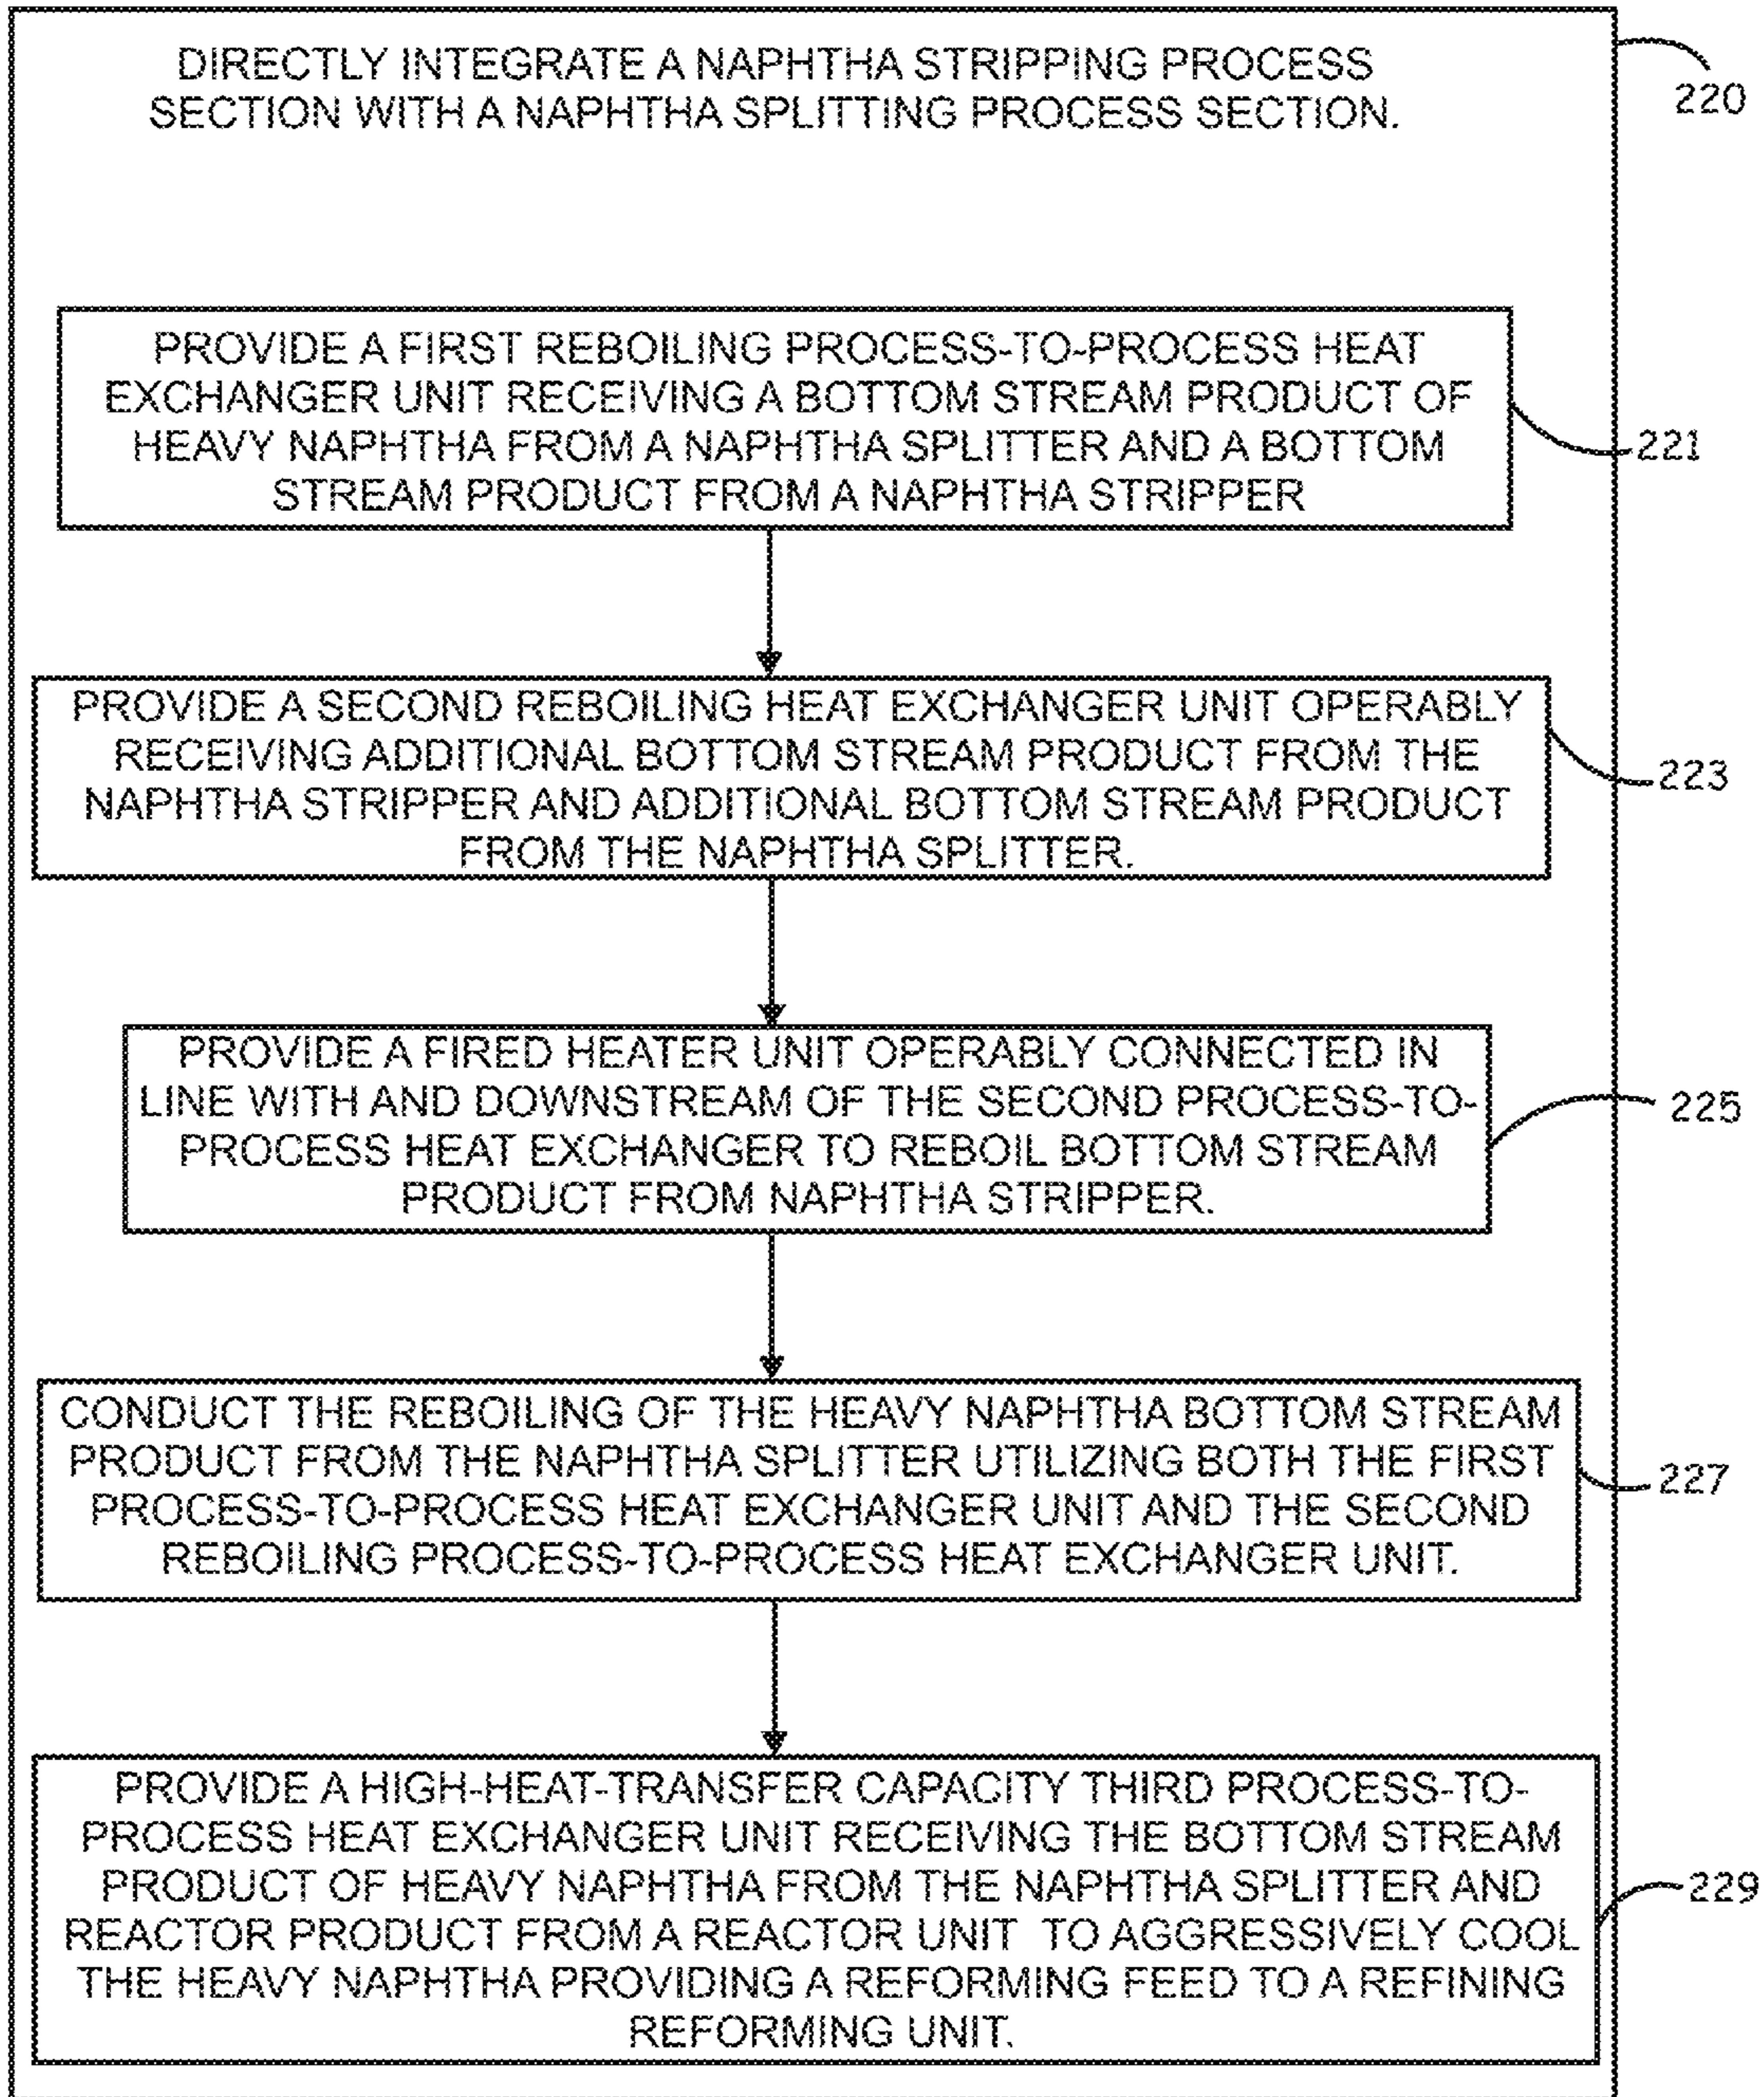 DIRECTLY INTEGRATE A NAPHTHA STRIPPING PROCESS
SECTION WITH A NAPHTHA SPLITTING PROCESS SECTION.
220
PROVIDE A FIRST REBOILING PROCESS-TO-PROCESS HEAT
EXCHANGER UNIT RECEIVING A BOTTOM STREAM PRODUCT OF
HEAVY NAPHTHA FROM A NAPHTHA SPLITTER AND A BOTTOM
STREAM PRODUCT FROM A NAPHTHA STRIPPER
221
PROVIDE A SECOND REBOILING HEAT EXCHANGER UNIT OPERABLY
RECEIVING ADDITIONAL BOTTOM STREAM PRODUCT FROM THE
NAPHTHA STRIPPER AND ADDITIONAL BOTTOM STREAM PRODUCT
FROM THE NAPHTHA SPLITTER.
223
PROVIDE A FIRED HEATER UNIT OPERABLY CONNECTED IN
LINE WITH AND DOWNSTREAM OF THE SECOND PROCESS-TO-
PROCESS HEAT EXCHANGER TO REBOIL BOTTOM STREAM
PRODUCT FROM NAPHTHA STRIPPER.
225
CONDUCT THE REBOILING OF THE HEAVY NAPHTHA BOTTOM STREAM
PRODUCT FROM THE NAPHTHA SPLITTER UTILIZING BOTH THE FIRST
PROCESS-TO-PROCESS HEAT EXCHANGER UNIT AND THE SECOND
REBOILING PROCESS-TO-PROCESS HEAT EXCHANGER UNIT.
227
PROVIDE A HIGH-HEAT-TRANSFER CAPACITY THIRD PROCESS-TO-
PROCESS HEAT EXCHANGER UNIT RECEIVING THE BOTTOM STREAM
PRODUCT OF HEAVY NAPHTHA FROM THE NAPHTHA SPLITTER AND
REACTOR PRODUCT FROM A REACTOR UNIT TO AGGRESSIVELY COOL
THE HEAVY NAPHTHA PROVIDING A REFORMING FEED TO A REFINING
REFORMING UNIT.
229